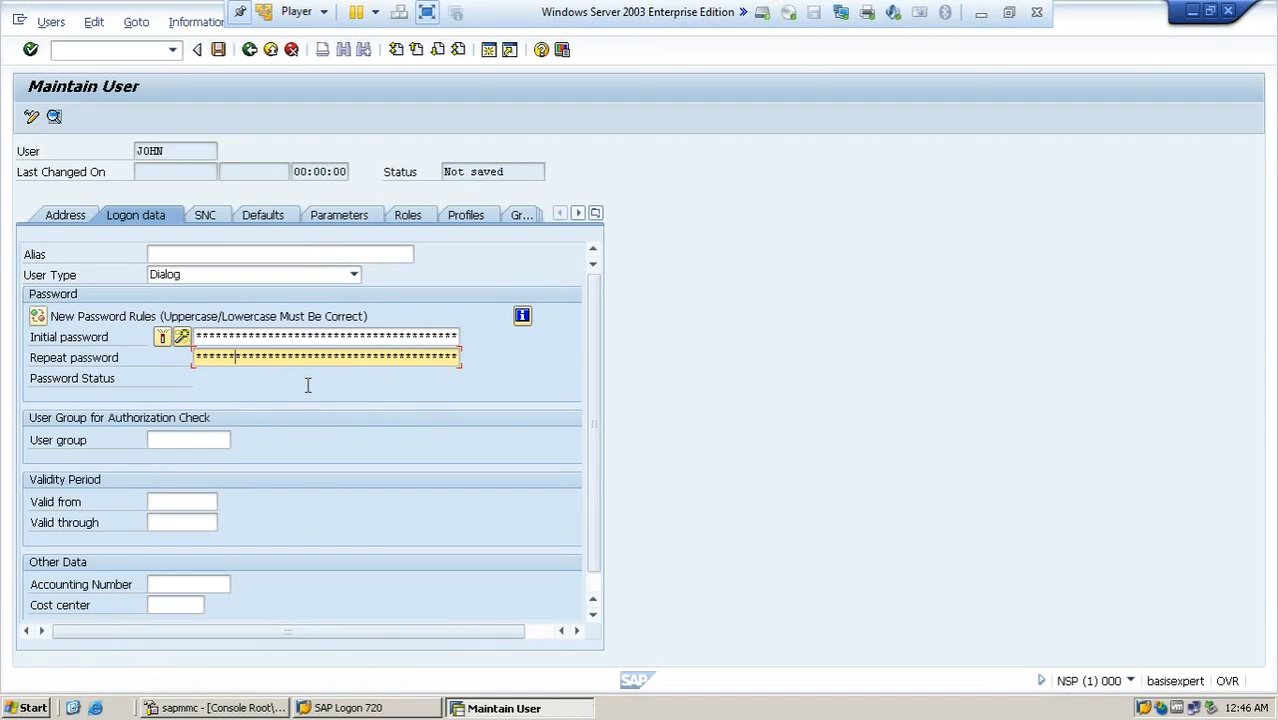 Users Edit Goto Information Player Windows Server 2003 Enterprise Edition »
Maintain User
User JOHN
Last Changed On 00:00:00 Status Not saved
Address Logon data SNC Defaults Parameters Roles Profiles Gr...
Alias
User Type Dialog
Password
New Password Rules (Uppercase/Lowercase Must Be Correct)
Initial password ****************************************
Repeat password ****************************************
Password Status
User Group for Authorization Check
User group
Validity Period
Valid from
Valid through
Other Data
Accounting Number
Cost center
SAP NSP (1) 000 basisexpert OVR
Start sapmmc - [Console Root\... SAP Logon 720 Maintain User 12:46 AM